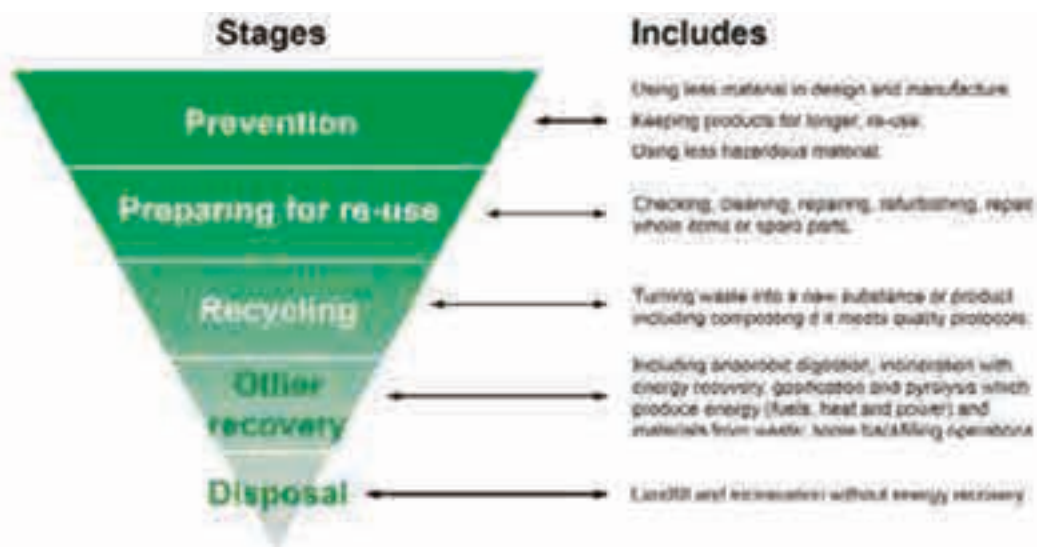 Stages
Includes
Prevention
Using less material in design and manufacture.
Keeping products for longer, re-use.
Using less hazardous material.
Preparing for re-use
Checking, cleaning, repairing, refurbishing, repair,
whole items or spare parts.
Recycling
Turning waste into a new substance or product
including composting if it meets quality protocols.
Other
recovery
Including anaerobic digestion, incineration with
energy recovery, gasification and pyrolysis which
produce energy (fuels, heat and power) and
materials from waste; some backfilling operations.
Disposal
Landfill and incineration without energy recovery.